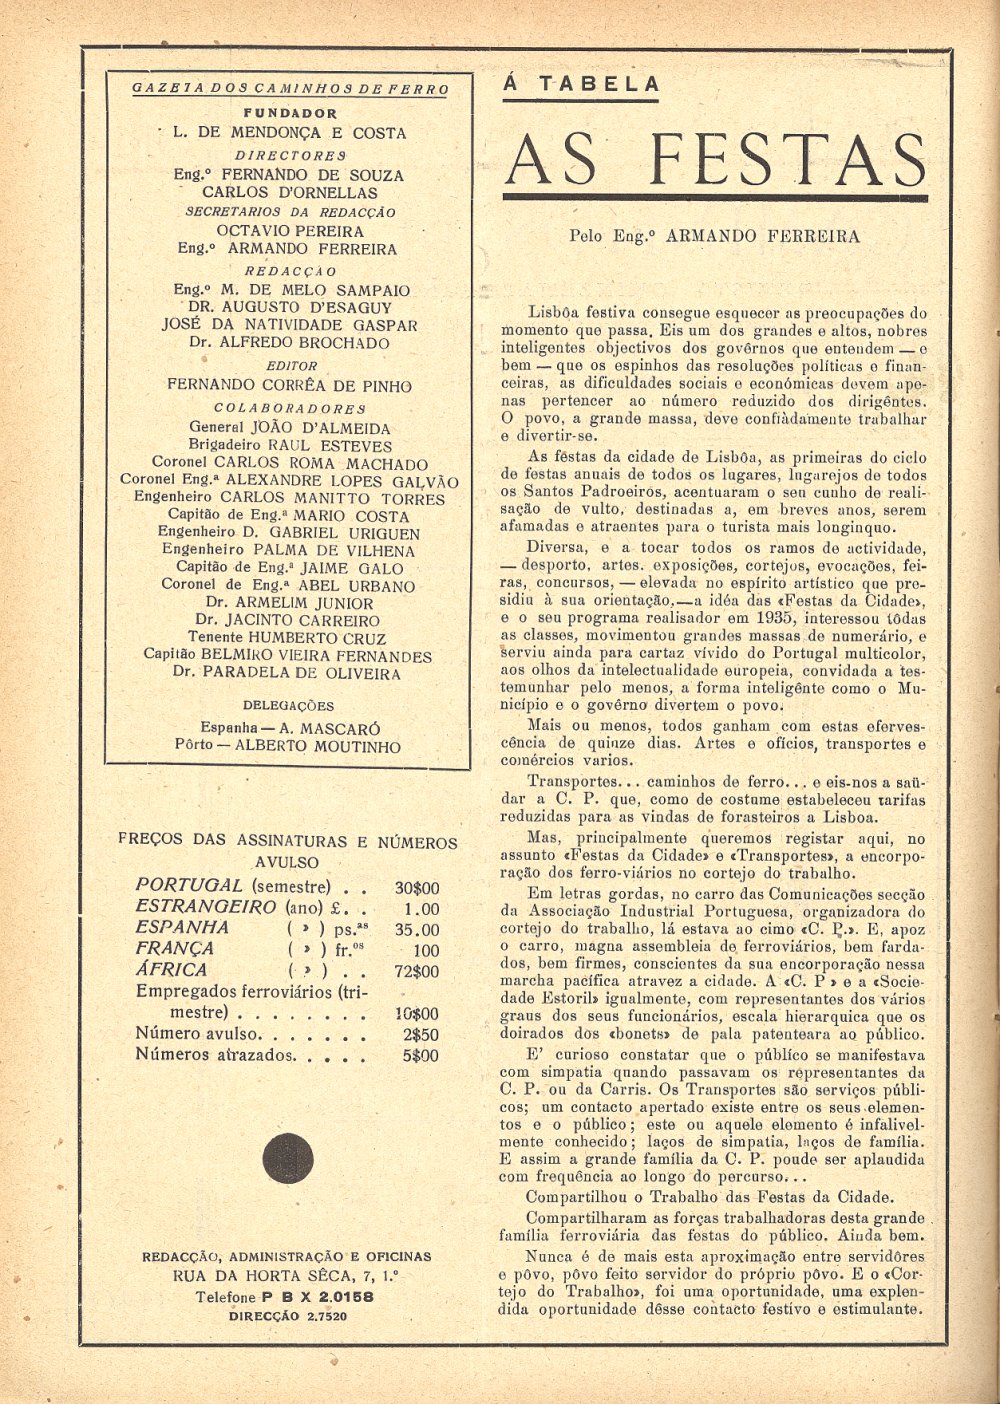 GAZETA DOS CAMINHOS DE FERRO
FUNDADOR
L. DE MENDONÇA E COSTA
DIRECTORES
Eng.º FERNANDO DE SOUZA
CARLOS D'ORNELLAS
SECRETARIOS DA REDACÇÃO
OCTAVIO PEREIRA
Eng.º ARMANDO FERREIRA
REDACÇÃO
Eng.º M. DE MELO SAMPAIO
DR. AUGUSTO D'ESAGUY
JOSÉ DA NATIVIDADE GASPAR
Dr. ALFREDO BROCHADO
EDITOR
FERNANDO CORRÊA DE PINHO
COLABORADORES
General JOÃO D'ALMEIDA
Brigadeiro RAUL ESTEVES
Coronel CARLOS ROMA MACHADO
Coronel Eng.ª ALEXANDRE LOPES GALVÃO
Engenheiro CARLOS MANITTO TORRES
Capitão de Eng.ª MARIO COSTA
Engenheiro D. GABRIEL URIGUEN
Engenheiro PALMA DE VILHENA
Capitão de Eng.ª JAIME GALO
Coronel de Eng.ª ABEL URBANO
Dr. ARMELIM JUNIOR
Dr. JACINTO CARREIRO
Tenente HUMBERTO CRUZ
Capitão BELMIRO VIEIRA FERNANDES
Dr. PARADELA DE OLIVEIRA
DELEGAÇÕES
Espanha — A. MASCARÓ
Pôrto — ALBERTO MOUTINHO
PREÇOS DAS ASSINATURAS E NÚMEROS
AVULSO
PORTUGAL (semestre) . . 30$00
ESTRANGEIRO (ano) £. . 1.00
ESPANHA ( » ) ps.ªˢ 35.00
FRANÇA ( » ) fr.ºˢ 100
ÁFRICA ( » ) . . 72$00
Empregados ferroviários (tri-
mestre) . . . . . . . . 10$00
Número avulso. . . . . . . 2$50
Números atrazados. . . . . 5$00
REDACÇÃO, ADMINISTRAÇÃO E OFICINAS
RUA DA HORTA SÊCA, 7, 1.º
Telefone P B X 2.0158
DIRECÇÃO 2.7520
Á TABELA
AS FESTAS
Pelo Eng.º ARMANDO FERREIRA
Lisbôa festiva consegue esquecer as preocupações do
momento que passa. Eis um dos grandes e altos, nobres
inteligentes objectivos dos govêrnos que entendem — e
bem — que os espinhos das resoluções políticas e finan-
ceiras, as dificuldades sociais e económicas devem ape-
nas pertencer ao número reduzido dos dirigêntes.
O povo, a grande massa, deve confiàdamente trabalhar
e divertir-se.
As fêstas da cidade de Lisbôa, as primeiras do ciclo
de festas anuais de todos os lugares, lugarejos de todos
os Santos Padroeiros, acentuaram o seu cunho de reali-
sação de vulto, destinadas a, em breves anos, serem
afamadas e atraentes para o turista mais longinquo.
Diversa, e a tocar todos os ramos de actividade,
— desporto, artes. exposições, cortejos, evocações, fei-
ras, concursos, — elevada no espírito artístico que pre-
sidiu à sua orientação,—a idéa das «Festas da Cidade»,
e o seu programa realisador em 1935, interessou tôdas
as classes, movimentou grandes massas de numerário, e
serviu ainda para cartaz vívido do Portugal multicolor,
aos olhos da intelectualidade europeia, convidada a tes-
temunhar pelo menos, a forma inteligênte como o Mu-
nicípio e o govêrno divertem o povo.
Mais ou menos, todos ganham com estas eferves-
cência de quinze dias. Artes e ofícios, transportes e
comércios varios.
Transportes... caminhos de ferro... e eis-nos a saü-
dar a C. P. que, como de costume estabeleceu tarifas
reduzidas para as vindas de forasteiros a Lisboa.
Mas, principalmente queremos registar aqui, no
assunto «Festas da Cidade» e «Transportes», a encorpo-
ração dos ferro-viários no cortejo do trabalho.
Em letras gordas, no carro das Comunicações secção
da Associação Industrial Portuguesa, organizadora do
cortejo do trabalho, lá estava ao cimo «C. P.». E, apoz
o carro, magna assembleia de ferroviários, bem farda-
dos, bem firmes, conscientes da sua encorporação nessa
marcha pacífica atravez a cidade. A «C. P » e a «Socie-
dade Estoril» igualmente, com representantes dos vários
graus dos seus funcionários, escala hierarquica que os
doirados dos «bonets» de pala patenteara ao público.
E' curioso constatar que o público se manifestava
com simpatia quando passavam os representantes da
C. P. ou da Carris. Os Transportes são serviços públi-
cos; um contacto apertado existe entre os seus elemen-
tos e o público; este ou aquele elemento é infalivel-
mente conhecido; laços de simpatia, laços de família.
E assim a grande família da C. P. poude ser aplaudida
com frequência ao longo do percurso...
Compartilhou o Trabalho das Festas da Cidade.
Compartilharam as forças trabalhadoras desta grande
família ferroviária das festas do público. Ainda bem.
Nunca é de mais esta aproximação entre servidôres
e pôvo, pôvo feito servidor do próprio pôvo. E o «Cor-
tejo do Trabalho», foi uma oportunidade, uma explen-
dida oportunidade dêsse contacto festivo e estimulante.